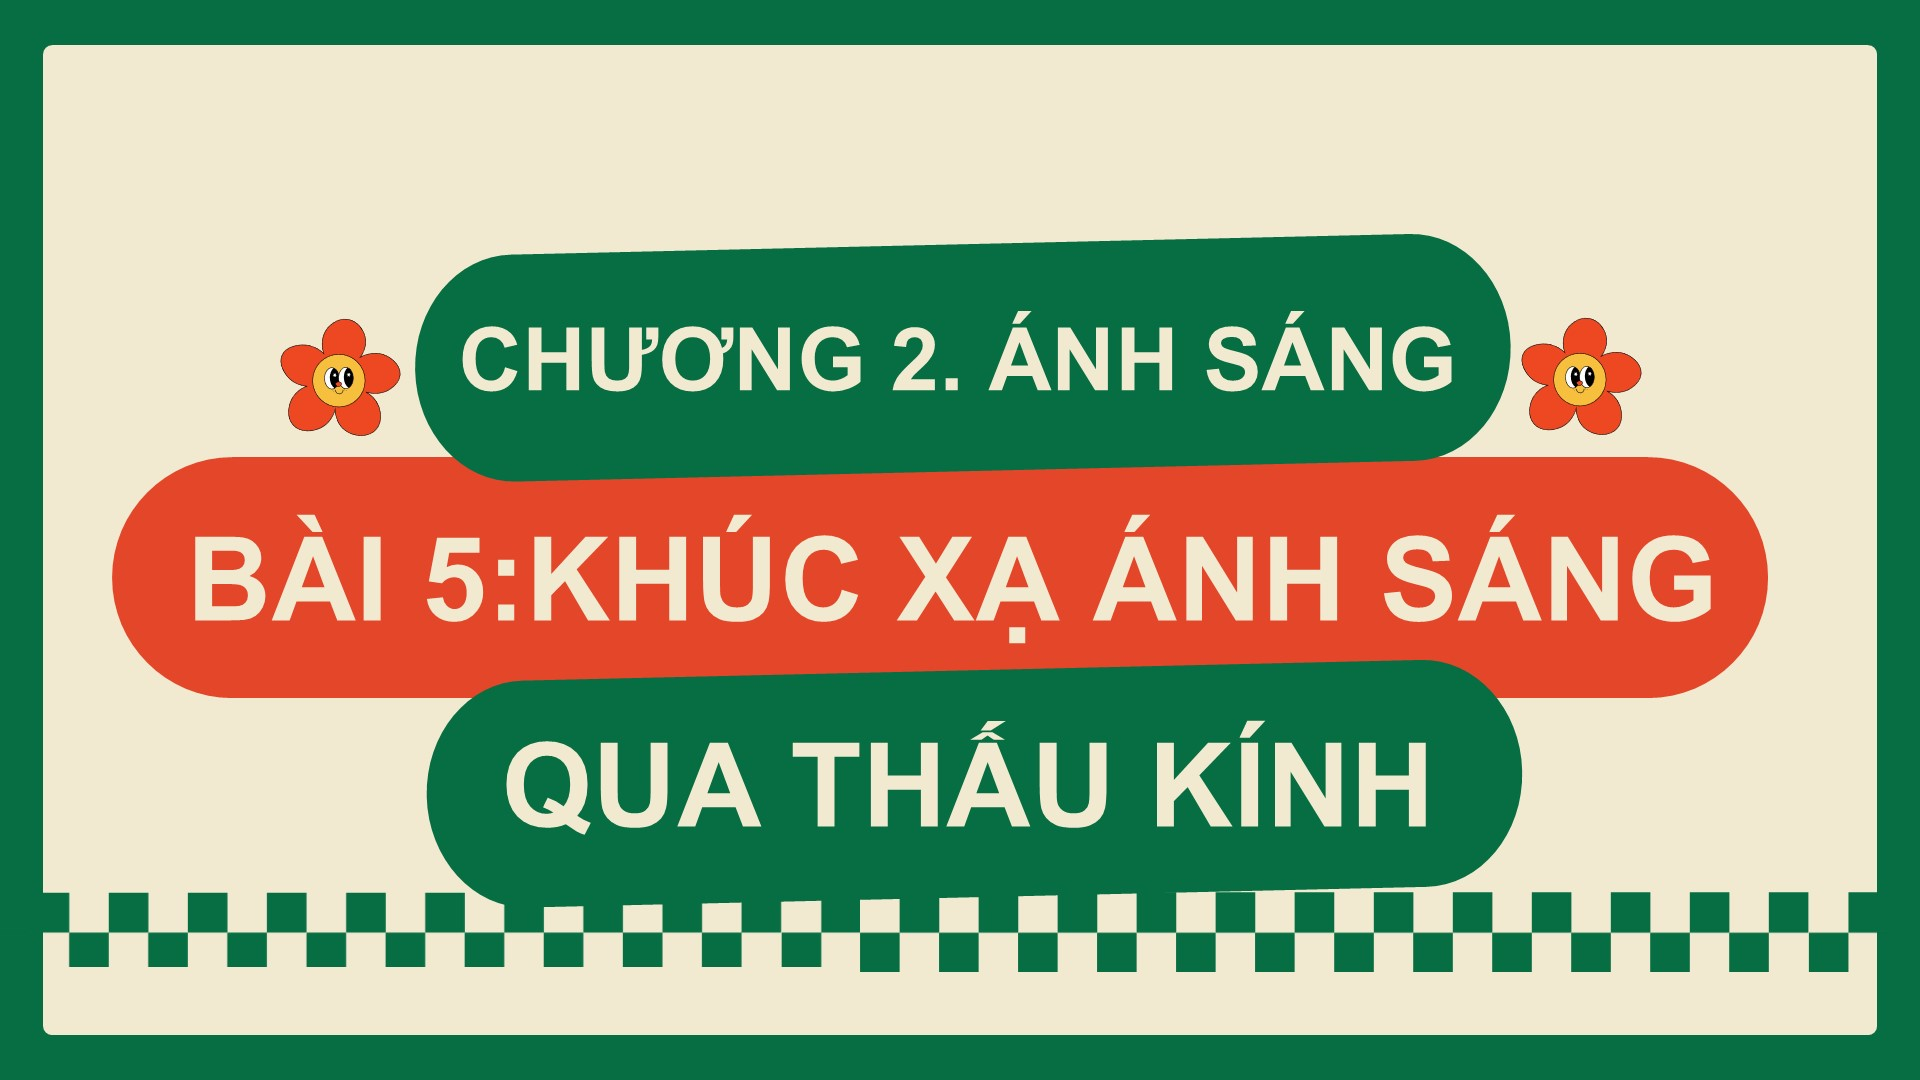 CHƯƠNG 2. ÁNH SÁNG
BÀI 5:KHÚC XẠ ÁNH SÁNG
QUA THẤU KÍNH